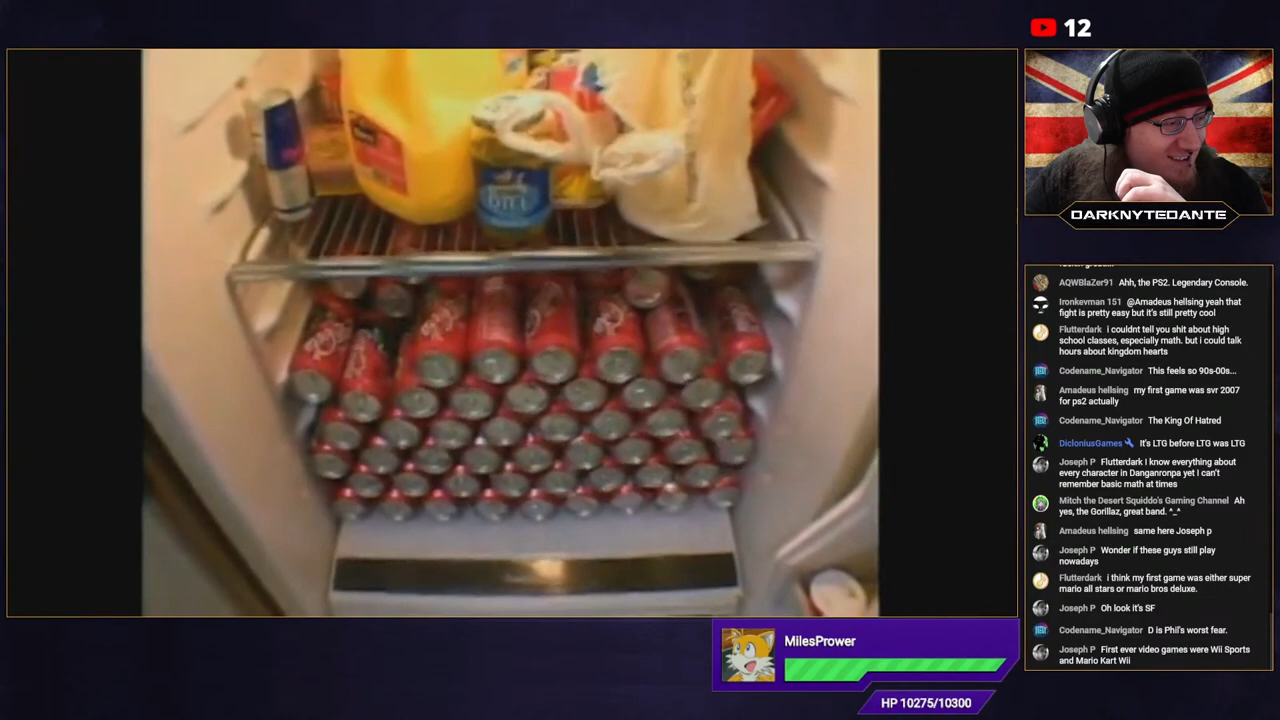 12
DARKNYTEDANTE
AQWBlaZer91 Ahh, the PS2. Legendary Console.
Ironkevman 151 @Amadeus hellsing yeah that
fight is pretty easy but it's still pretty cool
Flutterdark i couldnt tell you shit about high
school classes, especially math. but i could talk
hours about kingdom hearts
Codename_Navigator This feels so 90s-00s...
Amadeus hellsing my first game was svr 2007
for ps2 actually
Codename_Navigator The King Of Hatred
DicloniusGames It's LTG before LTG was LTG
Joseph P Flutterdark I know everything about
every character in Danganronpa yet I can't
remember basic math at times
Mitch the Desert Squiddo's Gaming Channel Ah
yes, the Gorillaz, great band. ^_^
Amadeus hellsing same here Joseph p
Joseph P Wonder if these guys still play
nowadays
Flutterdark i think my first game was either super
mario all stars or mario bros deluxe.
Joseph P Oh look it's SF
Codename_Navigator D is Phil's worst fear.
Joseph P First ever video games were Wii Sports
and Mario Kart Wii
MilesPrower
HP 10275/10300